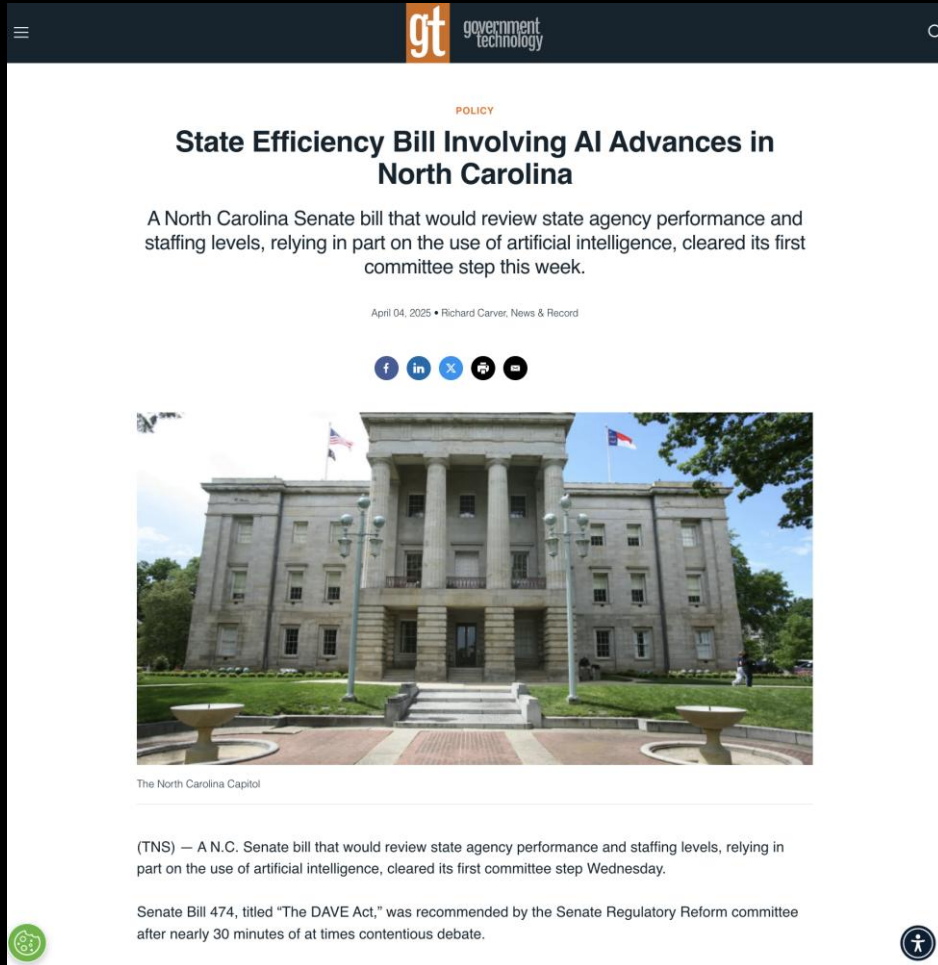 gt government
technology
POLICY
State Efficiency Bill Involving AI Advances in
North Carolina
A North Carolina Senate bill that would review state agency performance and
staffing levels, relying in part on the use of artificial intelligence, cleared its first
committee step this week.
April 04, 2025 • Richard Carver, News & Record
f in X
The North Carolina Capitol
(TNS) — A N.C. Senate bill that would review state agency performance and staffing levels, relying in
part on the use of artificial intelligence, cleared its first committee step Wednesday.
Senate Bill 474, titled “The DAVE Act,” was recommended by the Senate Regulatory Reform committee
after nearly 30 minutes of at times contentious debate.